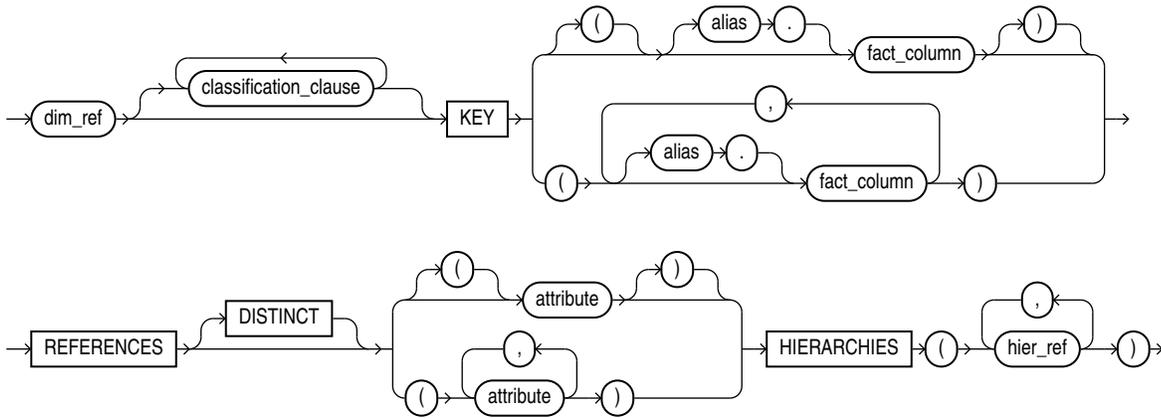 ( alias . fact_column )
classification_clause
dim_ref KEY
,
alias .
( fact_column )
( )
attribute
DISTINCT ,
REFERENCES , HIERARCHIES ( hier_ref )
( attribute )